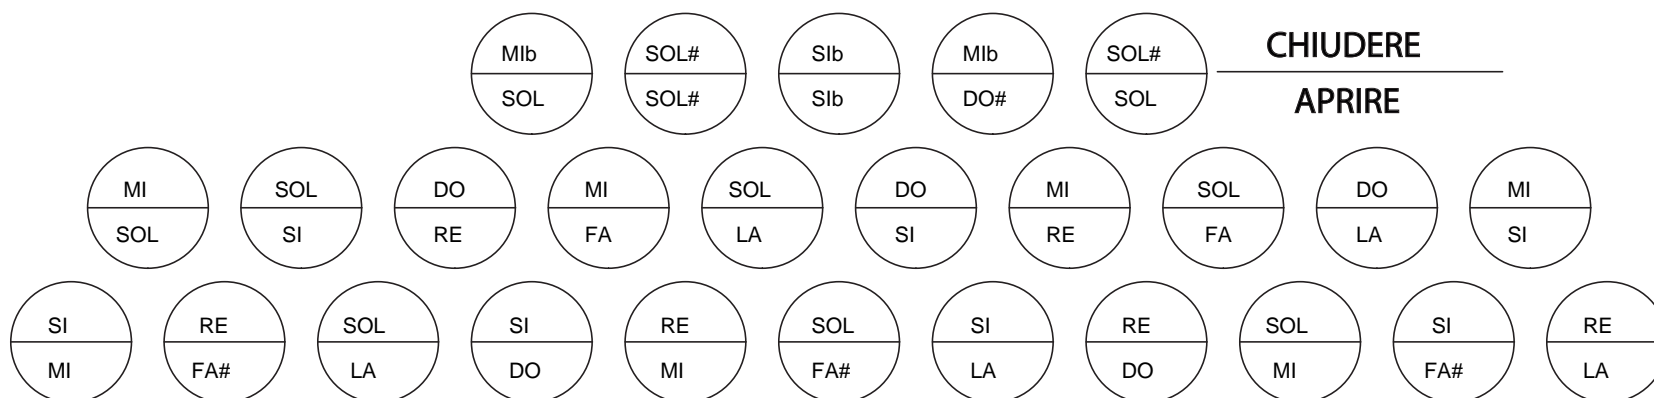 MIb SOL# SIb MIb SOL# CHIUDERE
SOL SOL# SIb DO# SOL APRIRE
MI SOL DO MI SOL DO MI SOL DO MI
SOL SI RE FA LA SI RE FA LA SI
SI RE SOL SI RE SOL SI RE SOL SI RE
MI FA# LA DO MI FA# LA DO MI FA# LA